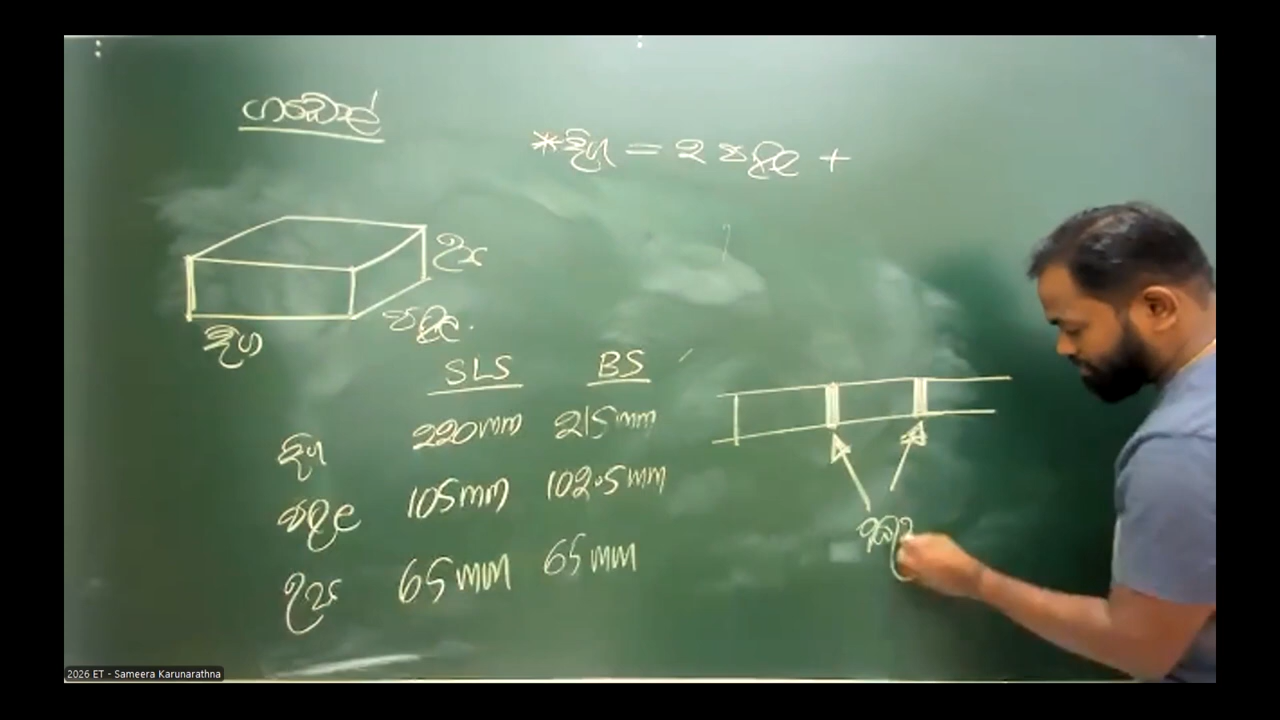 ගඩොල්
*දිග = 2 පළල +
උස
පළල
දිග
SLS BS
දිග 220mm 215mm
පළල 105mm 102.5mm
උස 65mm 65mm
2026 ET - Sameera Karunarathna